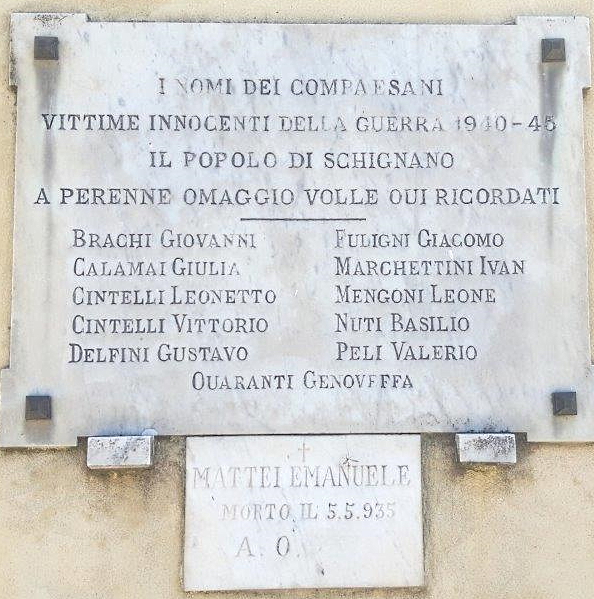 I NOMI DEI COMPAESANI
VITTIME INNOCENTI DELLA GUERRA 1940-45
IL POPOLO DI SCHIGNANO
A PERENNE OMAGGIO VOLLE QUI RICORDATI
BRACHI GIOVANNI
CALAMAI GIULIA
CINTELLI LEONETTO
CINTELLI VITTORIO
DELFINI GUSTAVO
FULIGNI GIACOMO
MARCHETTINI IVAN
MENGONI LEONE
NUTI BASILIO
PELI VALERIO
QUARANTI GENOVEFFA
MATTEI EMANUELE
MORTO IL 5.5.935
A. O.